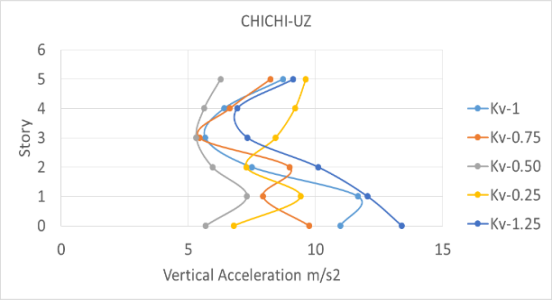 CHICHI-UZ
6
5
4
3
2
1
0
Story
0 5 10 15
Vertical Acceleration m/s2
Kv-1
Kv-0.75
Kv-0.50
Kv-0.25
Kv-1.25